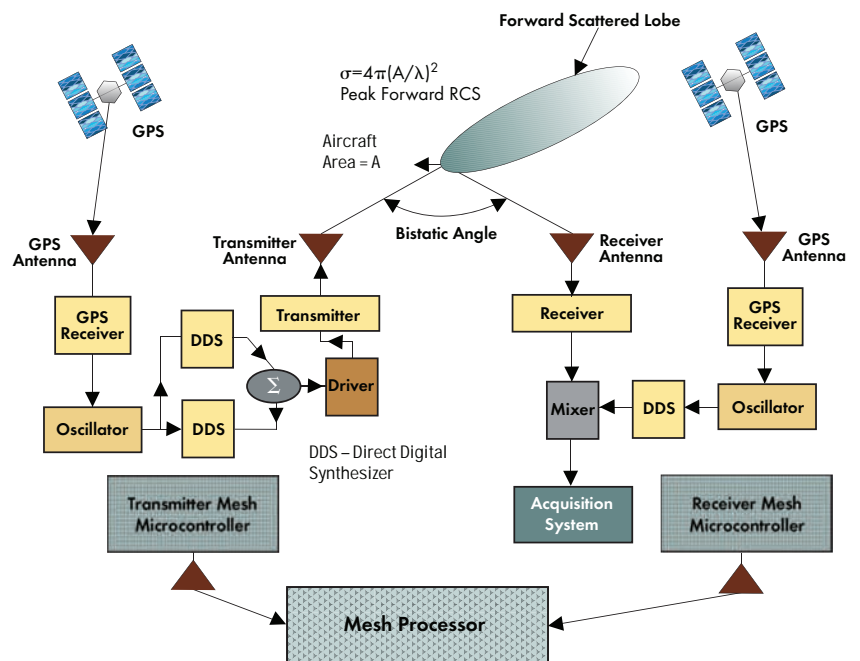 Forward Scattered Lobe
σ=4π(A/λ)²
Peak Forward RCS
GPS
GPS
Aircraft
Area = A
Bistatic Angle
GPS
Antenna
Transmitter
Antenna
Receiver
Antenna
GPS
Antenna
GPS
Receiver
DDS
Transmitter
Receiver
GPS
Receiver
Σ
Driver
Oscillator
DDS
Mixer
DDS
Oscillator
DDS – Direct Digital
Synthesizer
Transmitter Mesh
Microcontroller
Acquisition
System
Receiver Mesh
Microcontroller
Mesh Processor